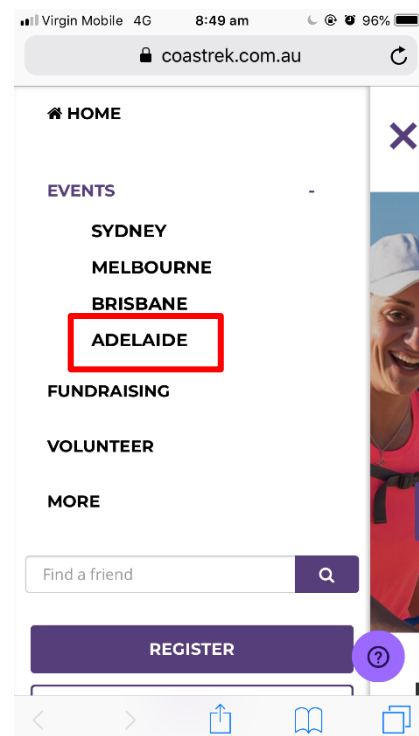 Virgin Mobile 4G 8:49 am 96%
coastrek.com.au
HOME
EVENTS -
SYDNEY
MELBOURNE
BRISBANE
ADELAIDE
FUNDRAISING
VOLUNTEER
MORE
Find a friend
REGISTER